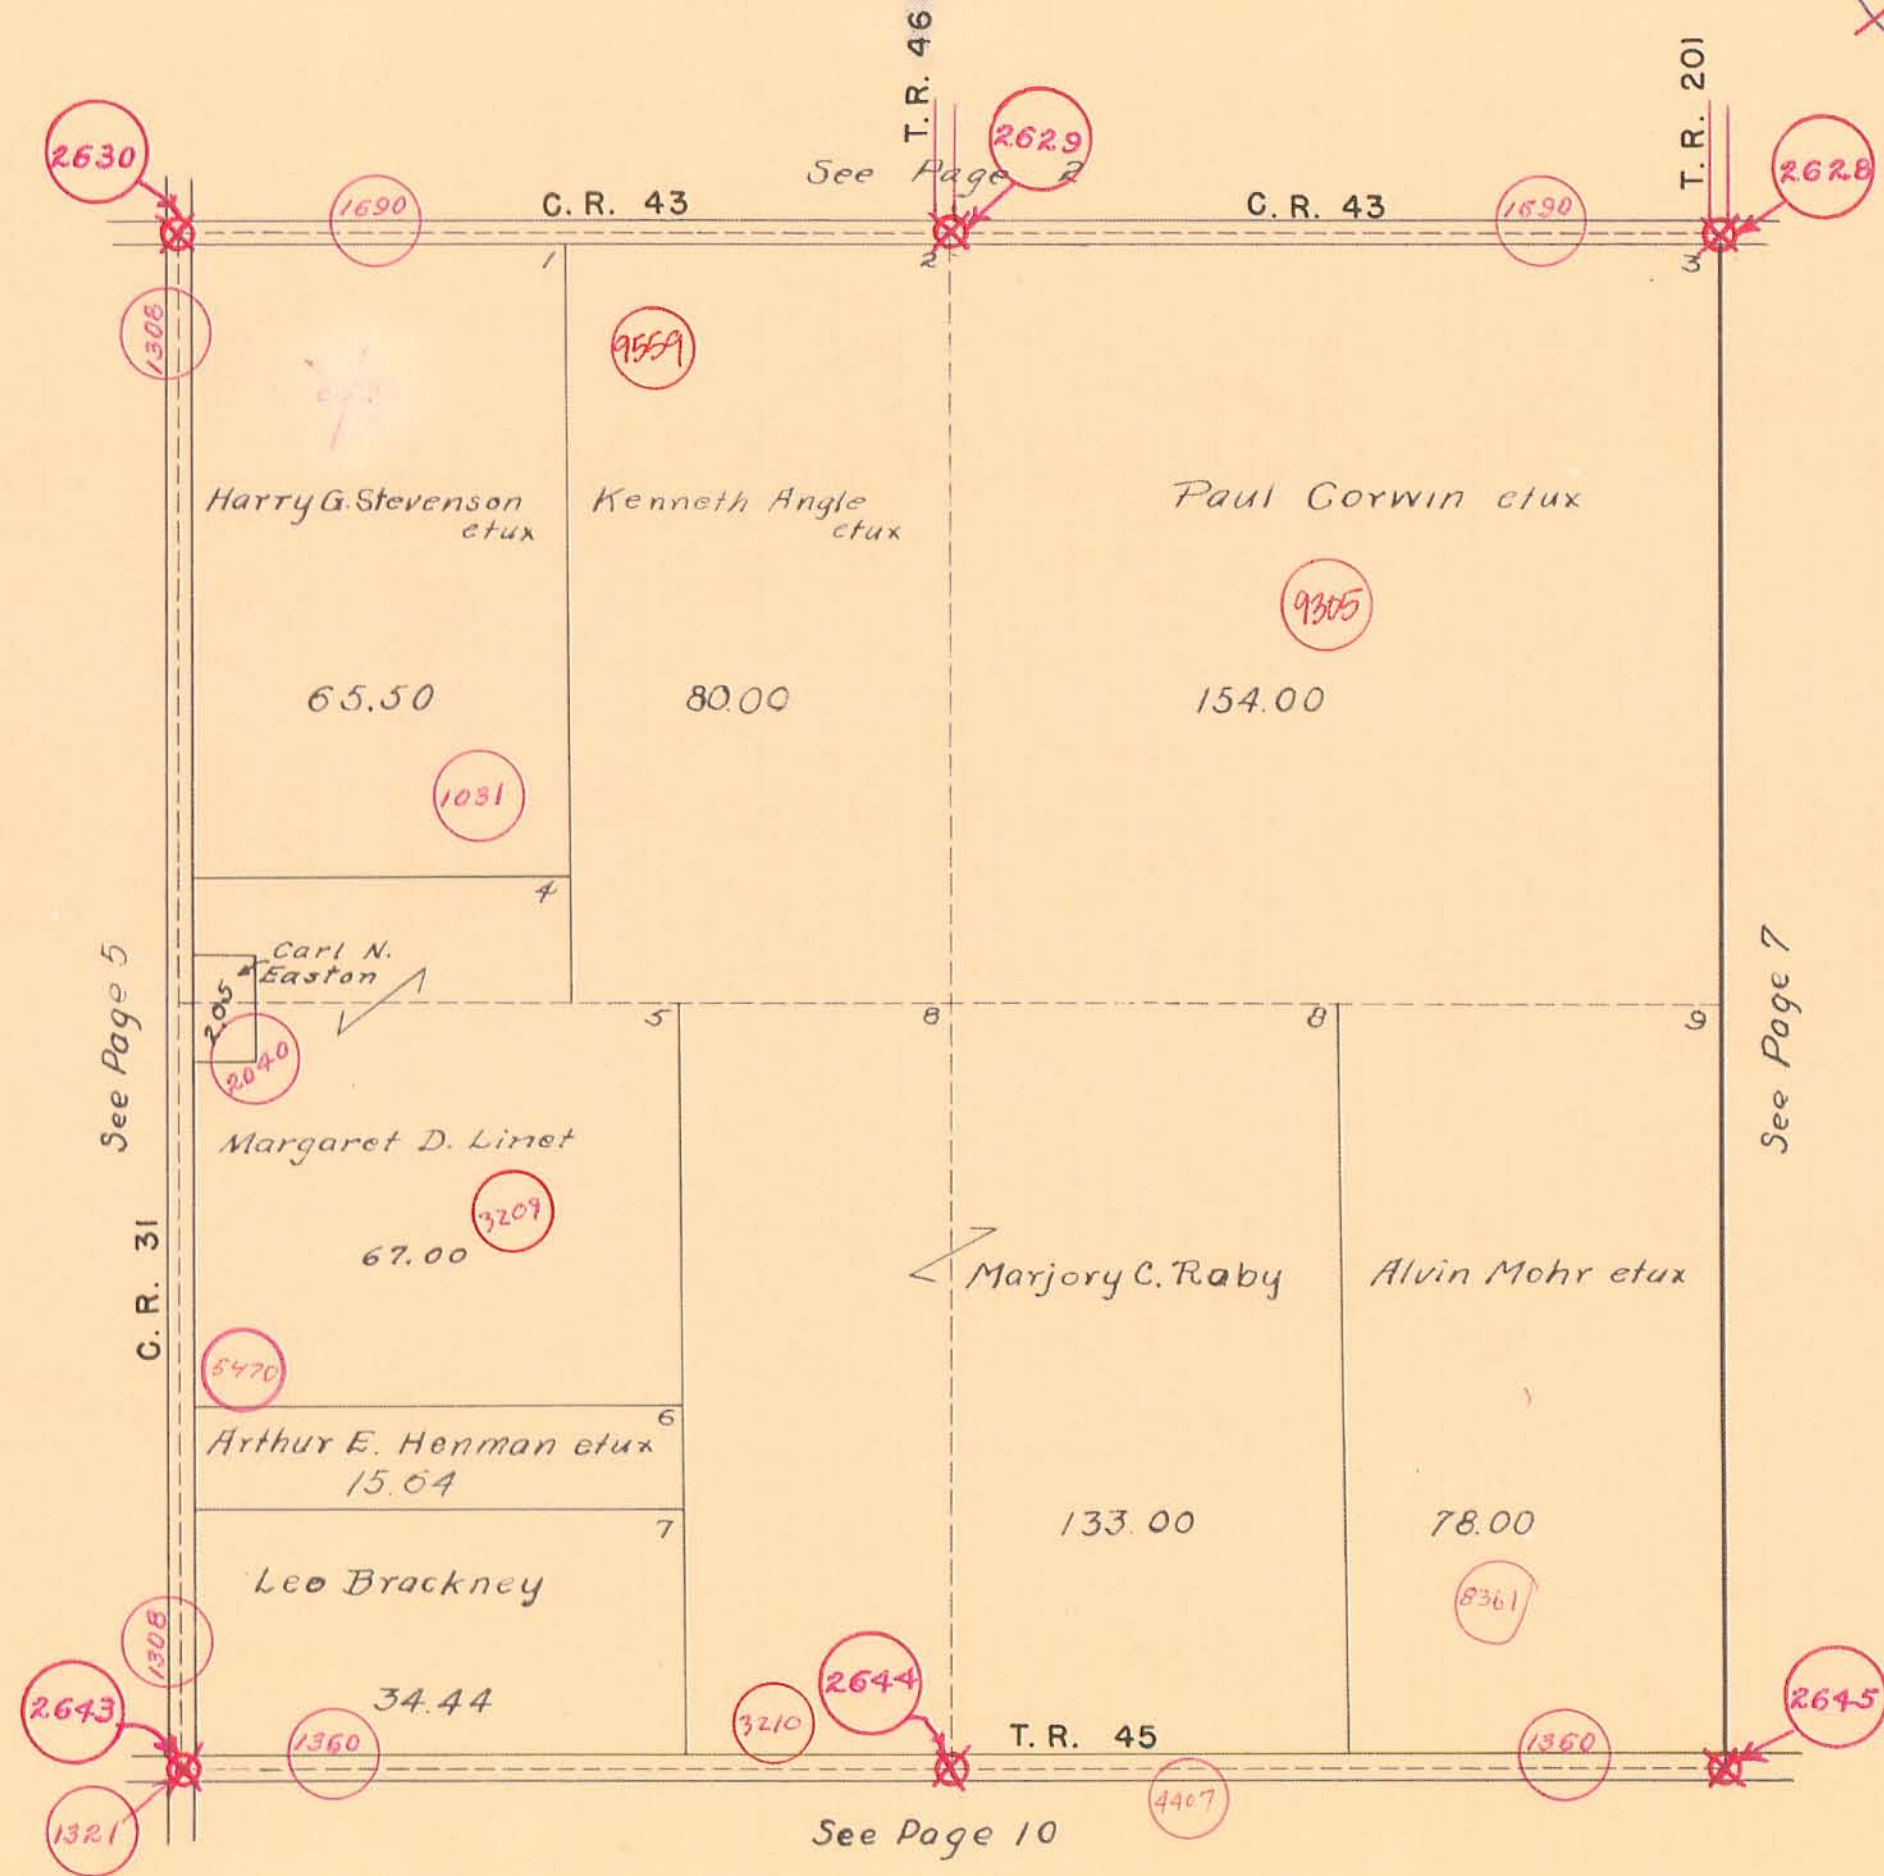 T.R. 46
T.R. 201
2630
2629
2628
See Page 2
1690
C.R. 43
C.R. 43
1690
1
2
3
1308
9559
Harry G. Stevenson
etux
Kenneth Angle
etux
Paul Corwin etux
9305
65.50
80.00
154.00
1031
4
Carl N.
Easton
2.05
See Page 5
See Page 7
5
8
8
9
2040
Margaret D. Linet
3209
67.00
C.R. 31
Marjory C. Raby
Alvin Mohr etux
5470
6
Arthur E. Henman etux
15.64
7
133.00
78.00
Leo Brackney
8361
1308
34.44
2643
2644
2645
3210
1360
T.R. 45
1360
1321
4407
See Page 10